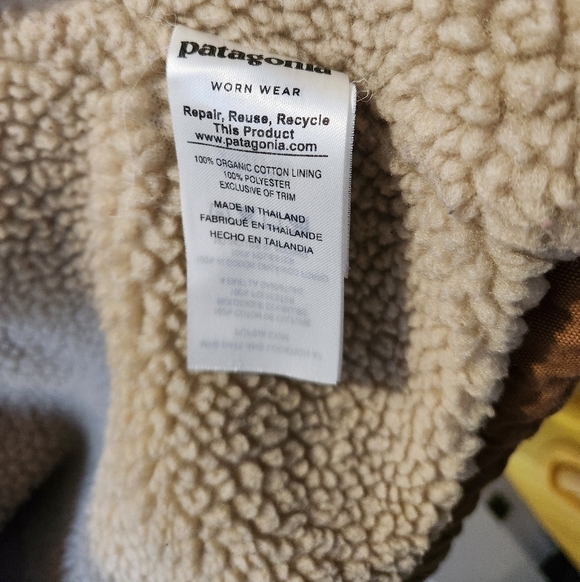 patagonia
WORN WEAR
Repair, Reuse, Recycle
This Product
www.patagonia.com
100% ORGANIC COTTON LINING
100% POLYESTER
EXCLUSIVE OF TRIM
MADE IN THAILAND
FABRIQUÉ EN THAÏLANDE
HECHO EN TAILANDIA